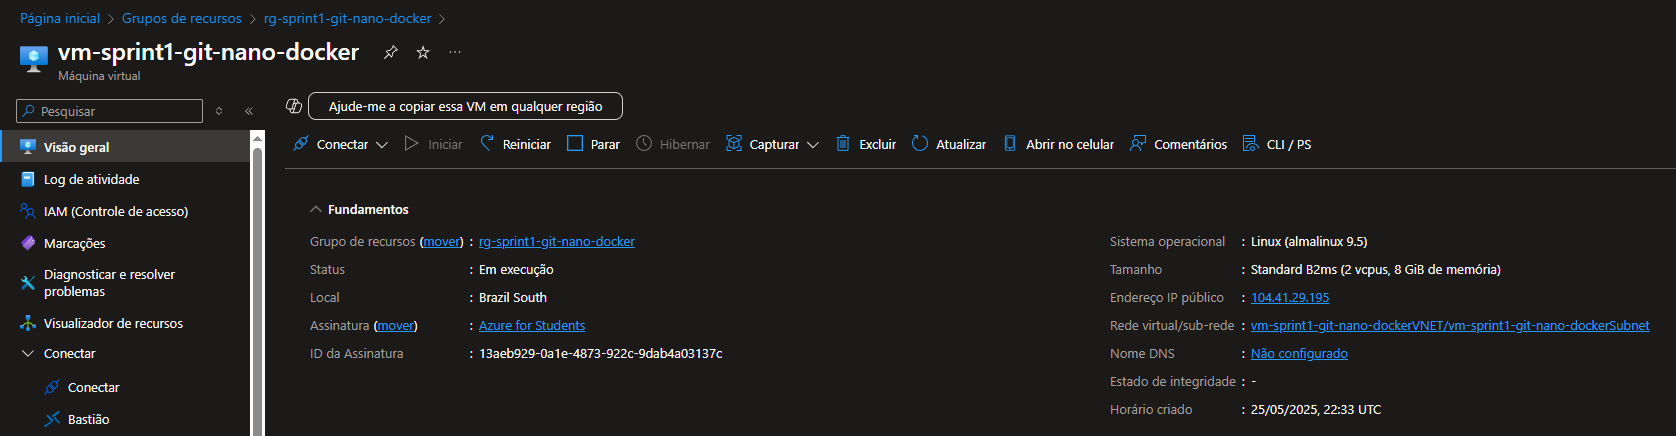 Página inicial > Grupos de recursos > rg-sprint1-git-nano-docker >
vm-sprint1-git-nano-docker
Máquina virtual
Pesquisar
Visão geral
Log de atividade
IAM (Controle de acesso)
Marcações
Diagnosticar e resolver
problemas
Visualizador de recursos
Conectar
Conectar
Bastião
Ajude-me a copiar essa VM em qualquer região
Conectar Iniciar Reiniciar Parar Hibernar Capturar Excluir Atualizar Abrir no celular Comentários CLI / PS
Fundamentos
Grupo de recursos (mover) : rg-sprint1-git-nano-docker
Status : Em execução
Local : Brazil South
Assinatura (mover) : Azure for Students
ID da Assinatura : 13aeb929-0a1e-4873-922c-9dab4a03137c
Sistema operacional : Linux (almalinux 9.5)
Tamanho : Standard B2ms (2 vcpus, 8 GiB de memória)
Endereço IP público : 104.41.29.195
Rede virtual/sub-rede : vm-sprint1-git-nano-dockerVNET/vm-sprint1-git-nano-dockerSubnet
Nome DNS : Não configurado
Estado de integridade : -
Horário criado : 25/05/2025, 22:33 UTC